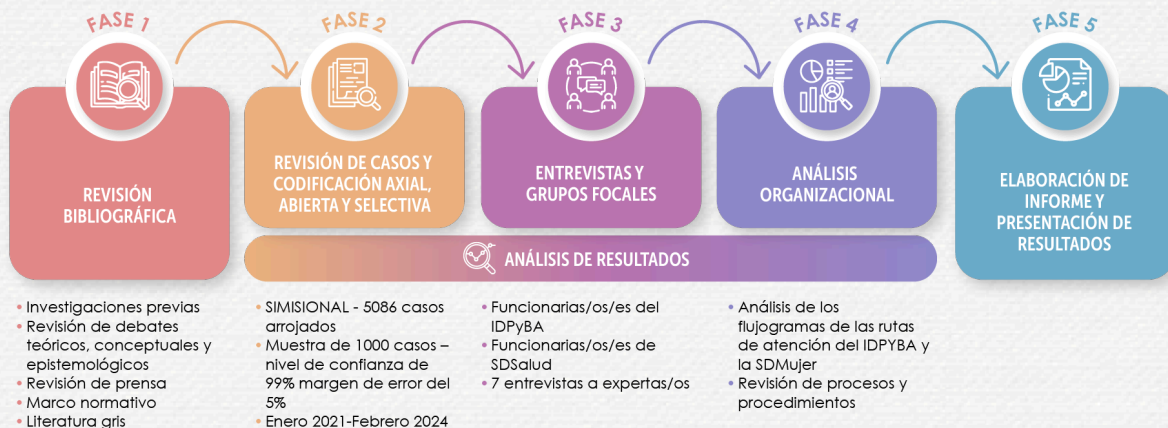 FASE 1
REVISIÓN
BIBLIOGRÁFICA
• Investigaciones previas
• Revisión de debates
teóricos, conceptuales y
epistemológicos
• Revisión de prensa
• Marco normativo
• Literatura gris
FASE 2
REVISIÓN DE CASOS Y
CODIFICACIÓN AXIAL,
ABIERTA Y SELECTIVA
• SIMISIONAL - 5086 casos
arrojados
• Muestra de 1000 casos –
nivel de confianza de
99% margen de error del
5%
• Enero 2021-Febrero 2024
FASE 3
ENTREVISTAS Y
GRUPOS FOCALES
• Funcionarias/os/es del
IDPyBA
• Funcionarias/os/es de
SDSalud
• 7 entrevistas a expertas/os
FASE 4
ANÁLISIS
ORGANIZACIONAL
• Análisis de los
flujogramas de las rutas
de atención del IDPYBA y
la SDMujer
• Revisión de procesos y
procedimientos
FASE 5
ELABORACIÓN DE
INFORME Y
PRESENTACIÓN DE
RESULTADOS
ANÁLISIS DE RESULTADOS